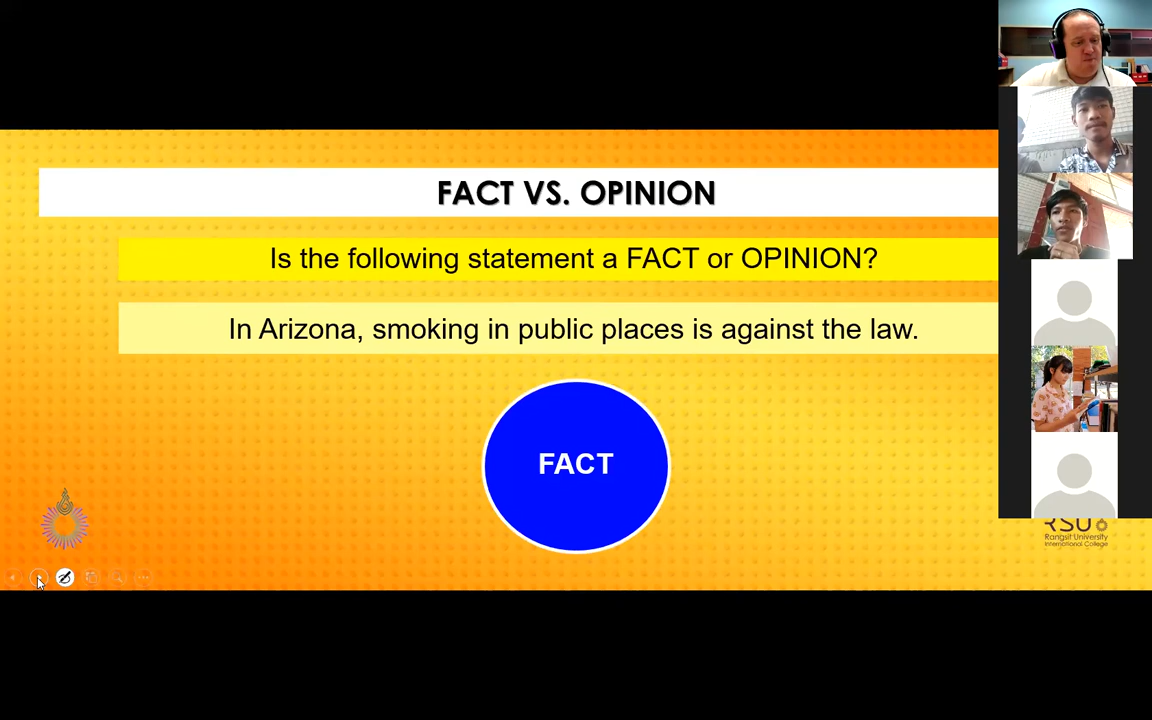 FACT VS. OPINION
Is the following statement a FACT or OPINION?
In Arizona, smoking in public places is against the law.
FACT
RSU
Rangsit University
International College